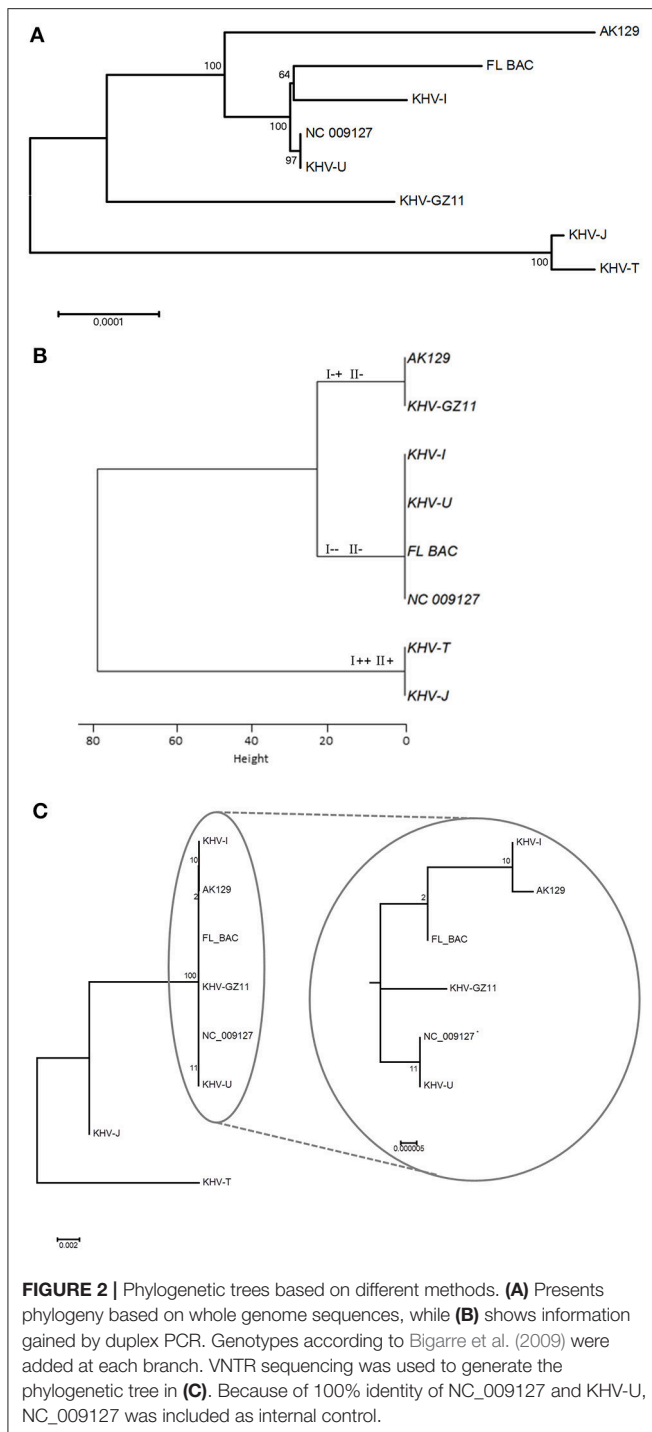 A
AK129
100
FL BAC
64
KHV-I
100
NC 009127
97
KHV-U
KHV-GZ11
KHV-J
100
KHV-T
0,0001
B
AK129
I-+ II-
KHV-GZ11
KHV-I
KHV-U
FL BAC
I-- II-
NC 009127
KHV-T
I++ II+
KHV-J
80 60 40 20 0
Height
C
KHV-I
10
AK129
2
FL_BAC
100
KHV-GZ11
NC_009127
11
KHV-U
KHV-J
KHV-T
0.002
KHV-I
10
AK129
2
FL_BAC
KHV-GZ11
NC_009127
11
KHV-U
0.000005
FIGURE 2 | Phylogenetic trees based on different methods. (A) Presents
phylogeny based on whole genome sequences, while (B) shows information
gained by duplex PCR. Genotypes according to Bigarre et al. (2009) were
added at each branch. VNTR sequencing was used to generate the
phylogenetic tree in (C). Because of 100% identity of NC_009127 and KHV-U,
NC_009127 was included as internal control.